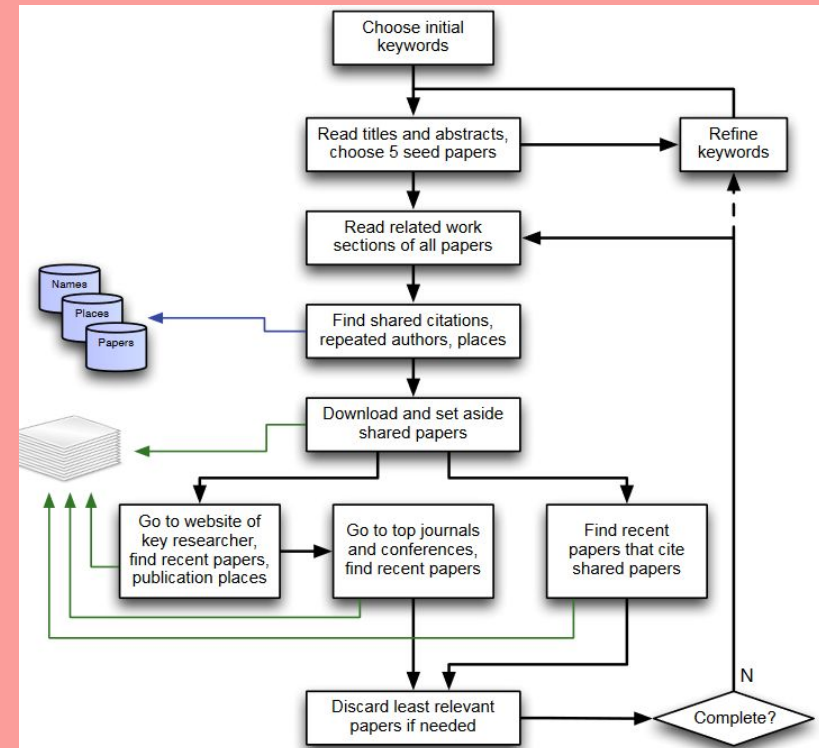 Choose initial
keywords
Read titles and abstracts,
choose 5 seed papers
Refine
keywords
Read related work
sections of all papers
Names
Places
Papers
Find shared citations,
repeated authors, places
Download and set aside
shared papers
Go to website of
key researcher,
find recent papers,
publication places
Go to top journals
and conferences,
find recent papers
Find recent
papers that cite
shared papers
Discard least relevant
papers if needed
N
Complete?